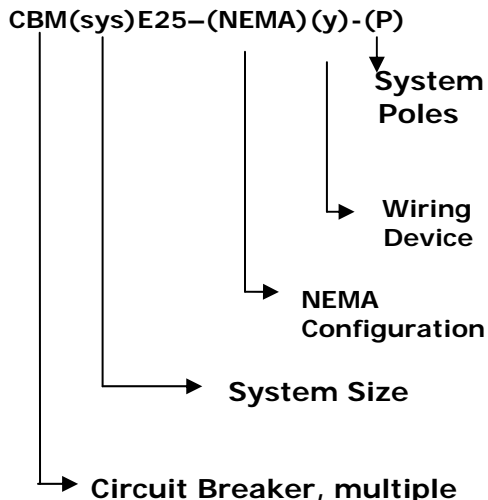 CBM(sys)E25–(NEMA)(y)-(P)
System
Poles
Wiring
Device
NEMA
Configuration
System Size
Circuit Breaker, multiple